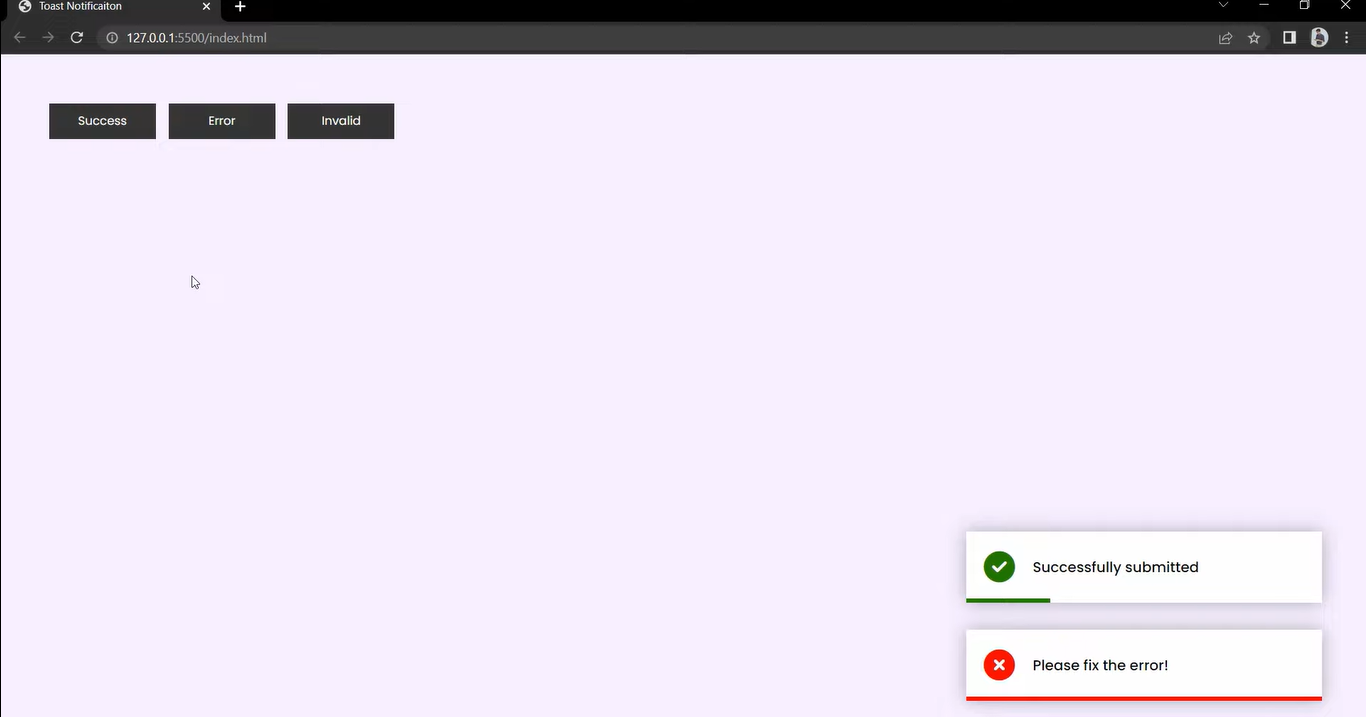 Toast Notificaiton
127.0.0.1:5500/index.html
Success Error Invalid
Successfully submitted
Please fix the error!